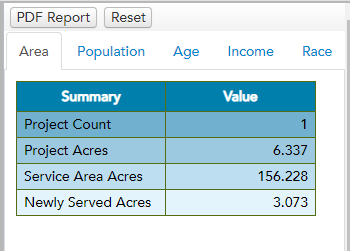 PDF Report Reset
Area Population Age Income Race
Summary Value
Project Count 1
Project Acres 6.337
Service Area Acres 156.228
Newly Served Acres 3.073